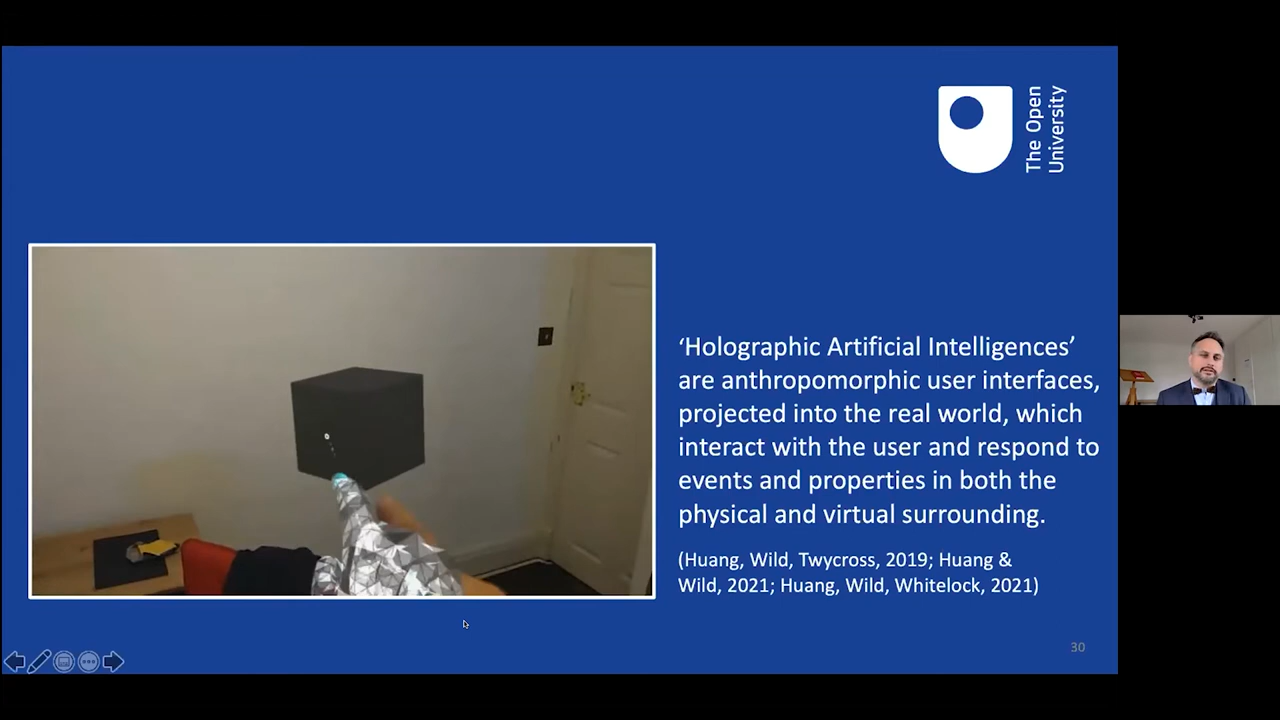 The Open
University
‘Holographic Artificial Intelligences’
are anthropomorphic user interfaces,
projected into the real world, which
interact with the user and respond to
events and properties in both the
physical and virtual surrounding.
(Huang, Wild, Twycross, 2019; Huang &
Wild, 2021; Huang, Wild, Whitelock, 2021)
30